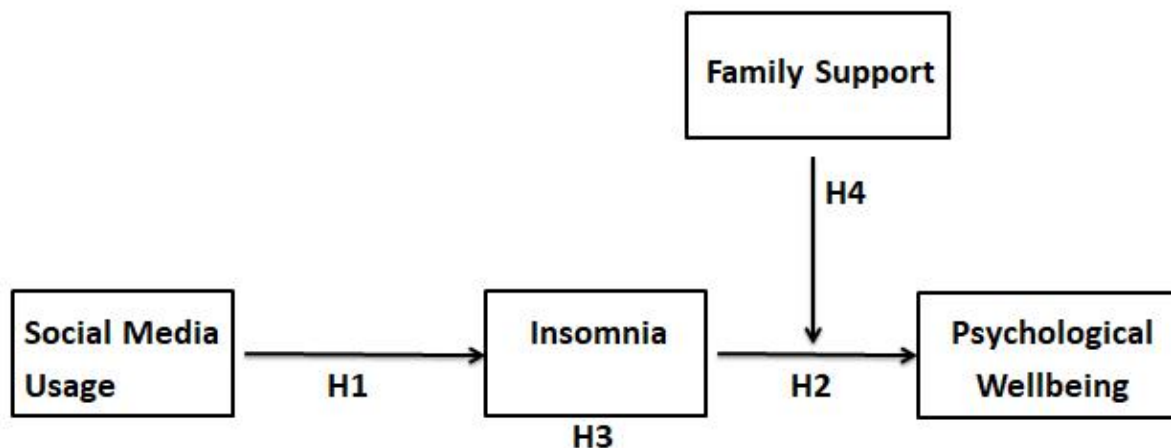 Family Support
H4
Social Media
Usage
H1
Insomnia
H3
H2
Psychological
Wellbeing